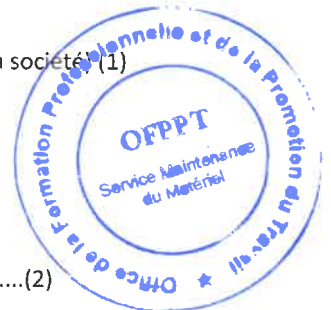 société) (1)
Office de la Formation Professionnelle et de la Promotion du Travail
OFPPT
Service Maintenance
du Matériel
....(2)